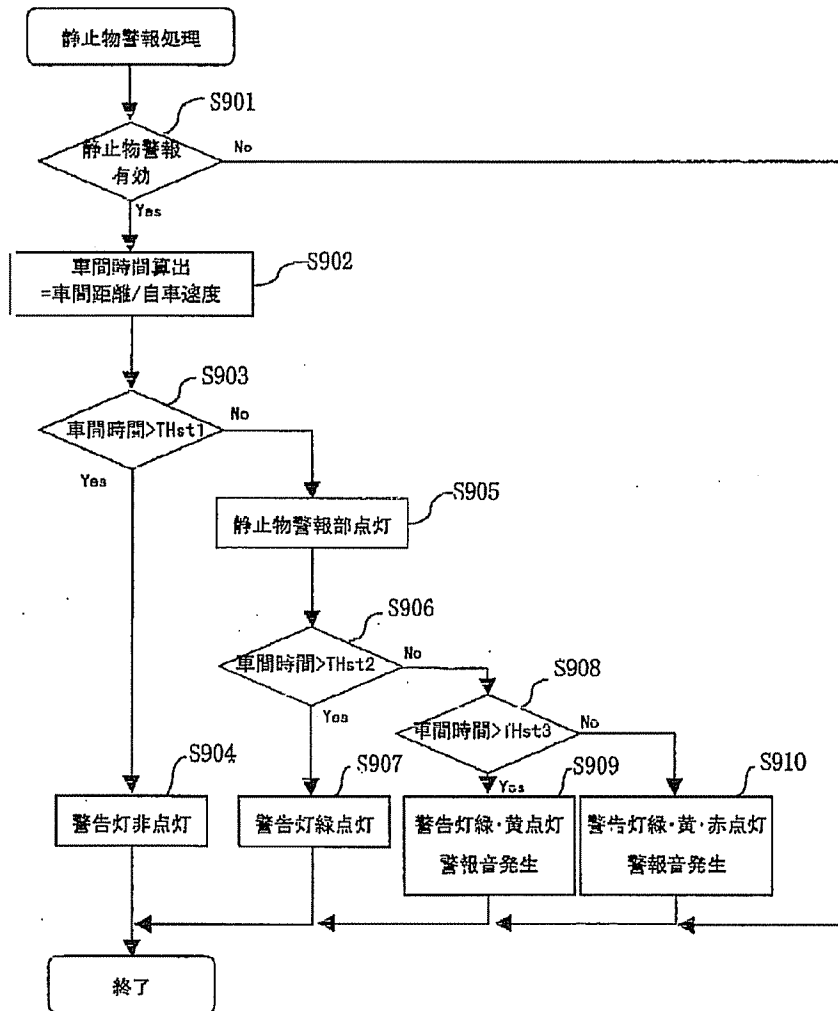 静止物警報処理
S901
静止物警報
有効
No
Yes
車間時間算出
=車間距離/自車速度
S902
S903
車間時間>THst1
No
Yes
静止物警報部点灯
S905
S906
車間時間>THst2
No
Yes
S908
車間時間>THst3
No
Yes
S904
警告灯非点灯
S907
警告灯緑点灯
S909
警告灯緑・黄点灯
警報音発生
S910
警告灯緑・黄・赤点灯
警報音発生
終了